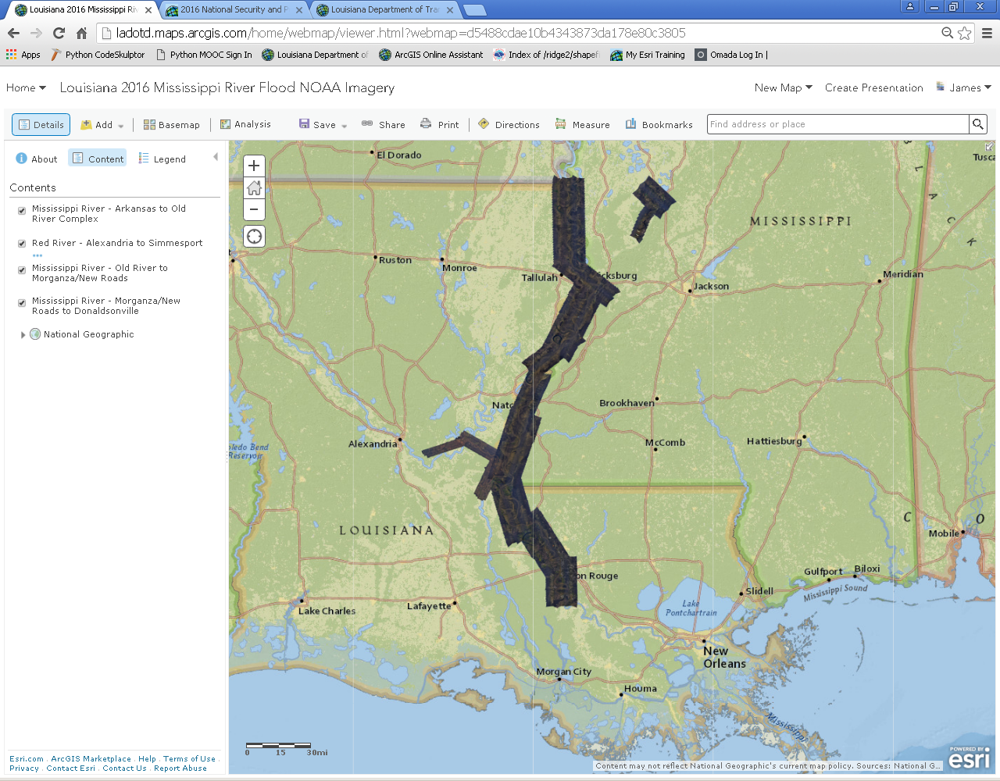 Louisiana 2016 Mississippi Riv
2016 National Security and P
Louisiana Department of Tra
ladotd.maps.arcgis.com/home/webmap/viewer.html?webmap=d5488cdae10b4343873da178e80c3805
Apps Python CodeSkulptor Python MOOC Sign In Louisiana Department of ArcGIS Online Assistant Index of /ridge2/shapef My Esri Training Omada Log In |
Home Louisiana 2016 Mississippi River Flood NOAA Imagery New Map Create Presentation James
Details Add Basemap Analysis Save Share Print Directions Measure Bookmarks Find address or place
About Content Legend
Contents
Mississippi River - Arkansas to Old
River Complex
Red River - Alexandria to Simmesport
Mississippi River - Old River to
Morganza/New Roads
Mississippi River - Morganza/New
Roads to Donaldsonville
National Geographic
Esri.com . ArcGIS Marketplace . Help . Terms of Use .
Privacy . Contact Esri . Contact Us . Report Abuse
El Dorado
Tusca
B L A C K
MISSISSIPPI
Ruston
Monroe
Tallulah
cksburg
Jackson
Meridian
Natc
Brookhaven
Alexandria
McComb
Hattiesburg
oledo Bend
Reservoir
LOUISIANA
C O
Mobile
on Rouge
Gulfport
Biloxi
Slidell
Mississippi Sound
Lake Charles
Lafayette
Lake
Pontchartrain
New
Orleans
Morgan City
Houma
Mississippi
0 15 30mi
Content may not reflect National Geographic's current map policy. Sources: National G...
POWERED BY
esri